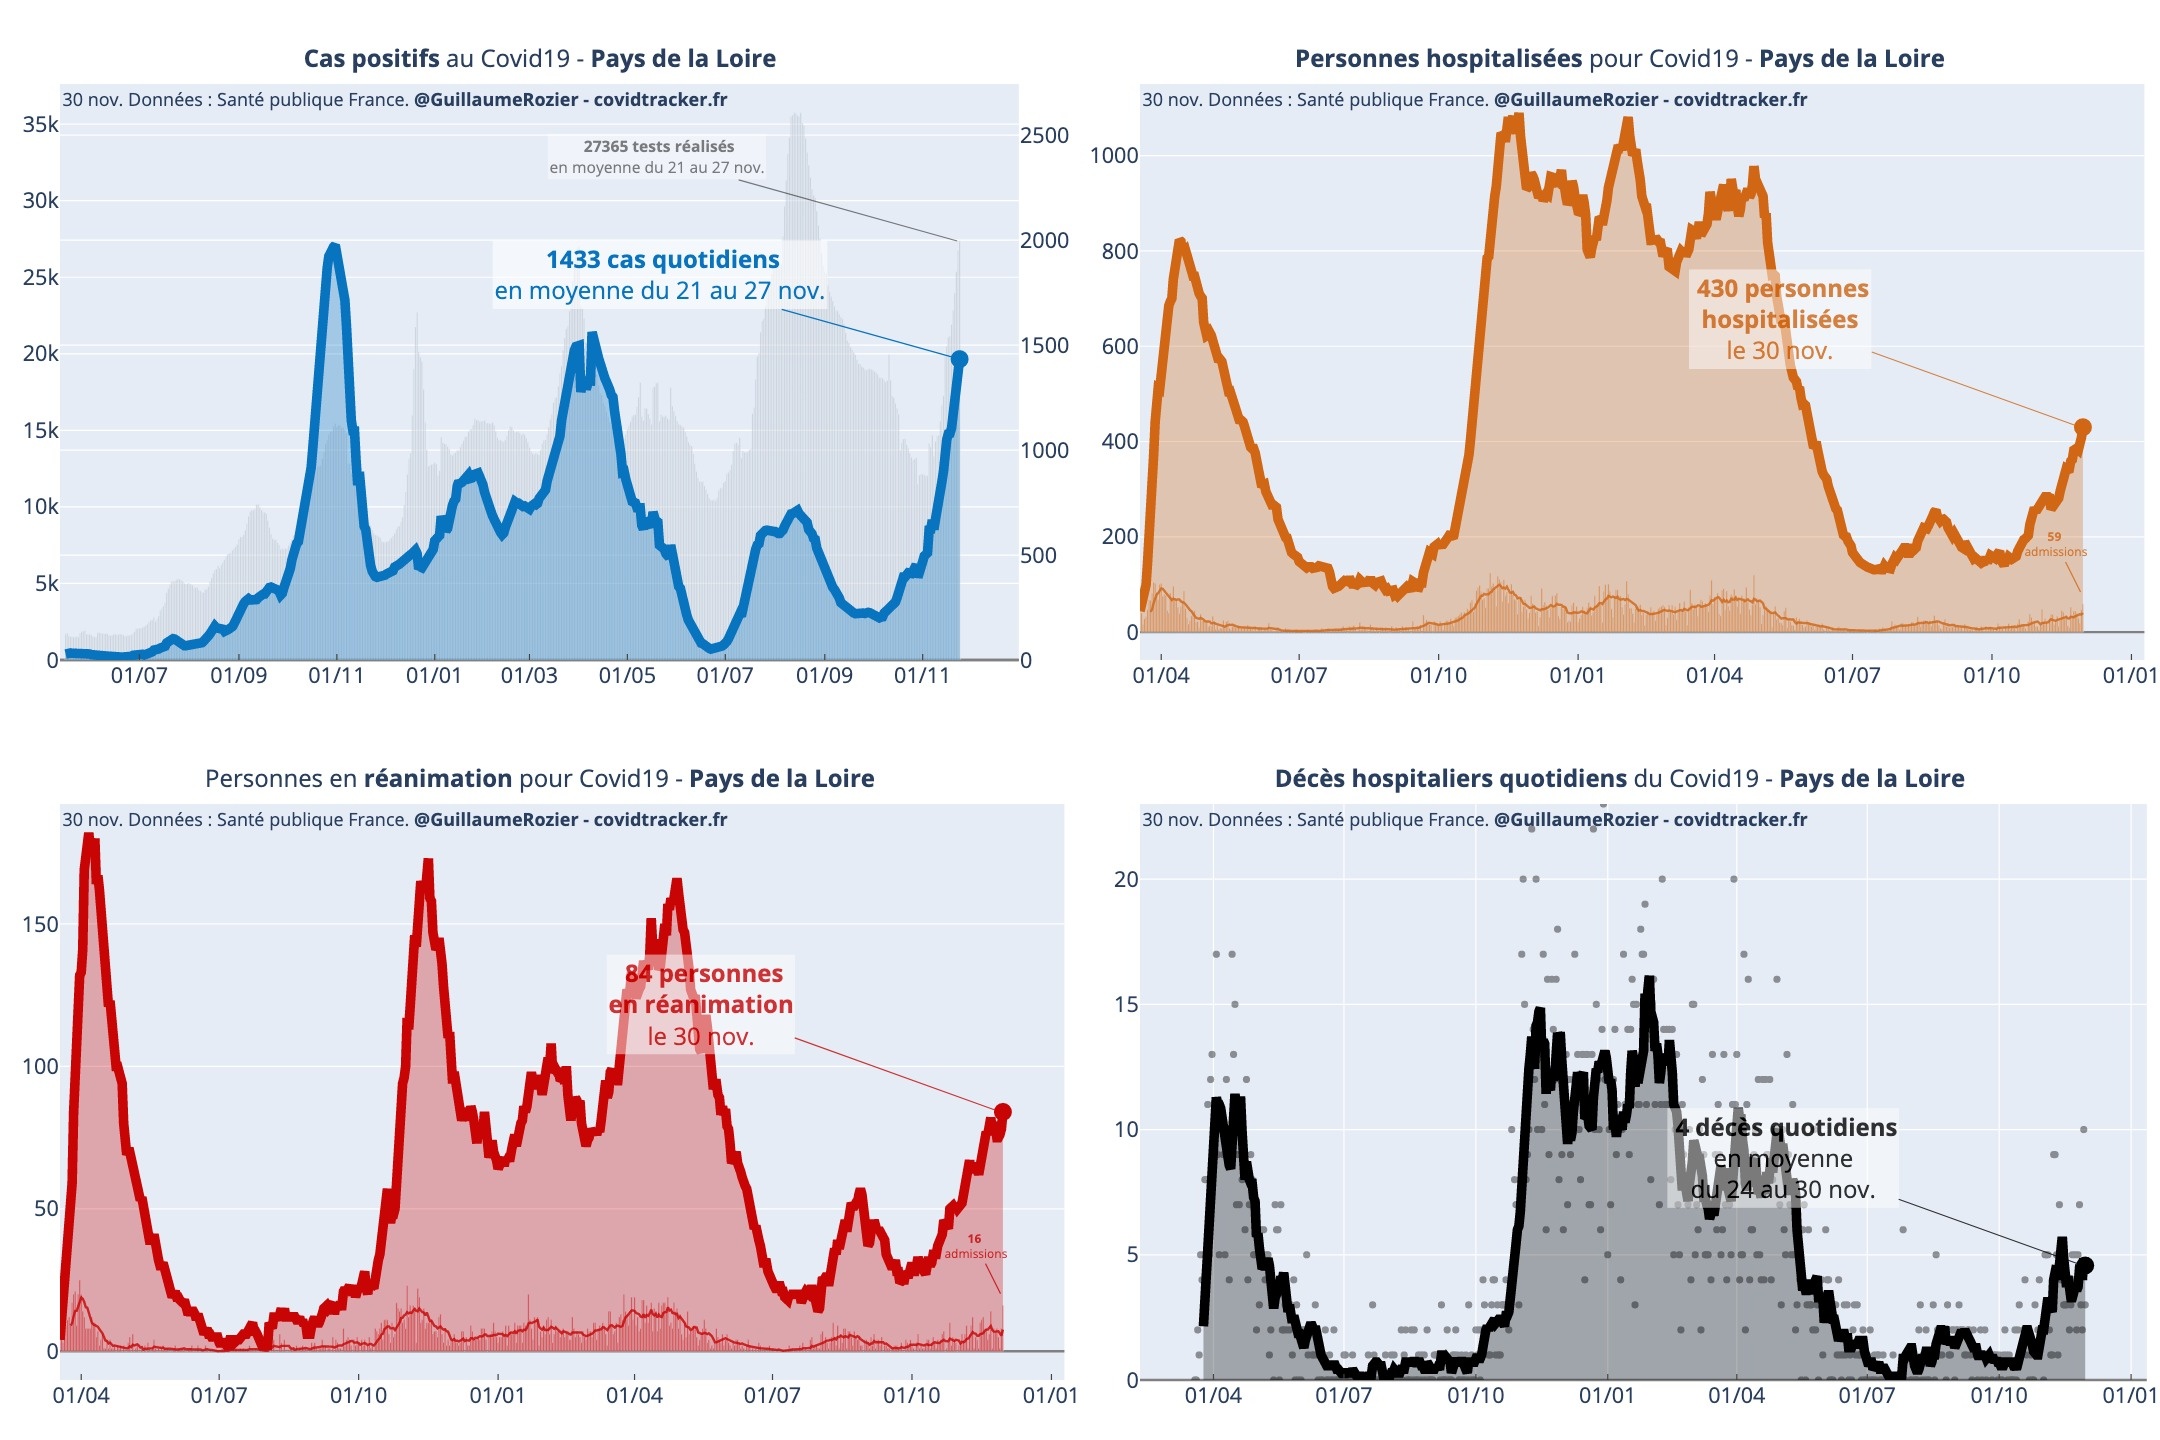 Cas positifs au Covid19 - Pays de la Loire
30 nov. Données : Santé publique France. @GuillaumeRozier - covidtracker.fr
27365 tests réalisés
en moyenne du 21 au 27 nov.
1433 cas quotidiens
en moyenne du 21 au 27 nov.
35k
30k
25k
20k
15k
10k
5k
0
2500
2000
1500
1000
500
0
01/07 01/09 01/11 01/01 01/03 01/05 01/07 01/09 01/11
Personnes hospitalisées pour Covid19 - Pays de la Loire
30 nov. Données : Santé publique France. @GuillaumeRozier - covidtracker.fr
430 personnes
hospitalisées
le 30 nov.
59
admissions
1000
800
600
400
200
0
01/04 01/07 01/10 01/01 01/04 01/07 01/10 01/01
Personnes en réanimation pour Covid19 - Pays de la Loire
30 nov. Données : Santé publique France. @GuillaumeRozier - covidtracker.fr
84 personnes
en réanimation
le 30 nov.
16
admissions
150
100
50
0
01/04 01/07 01/10 01/01 01/04 01/07 01/10 01/01
Décès hospitaliers quotidiens du Covid19 - Pays de la Loire
30 nov. Données : Santé publique France. @GuillaumeRozier - covidtracker.fr
4 décès quotidiens
en moyenne
du 24 au 30 nov.
20
15
10
5
0
01/04 01/07 01/10 01/01 01/04 01/07 01/10 01/01